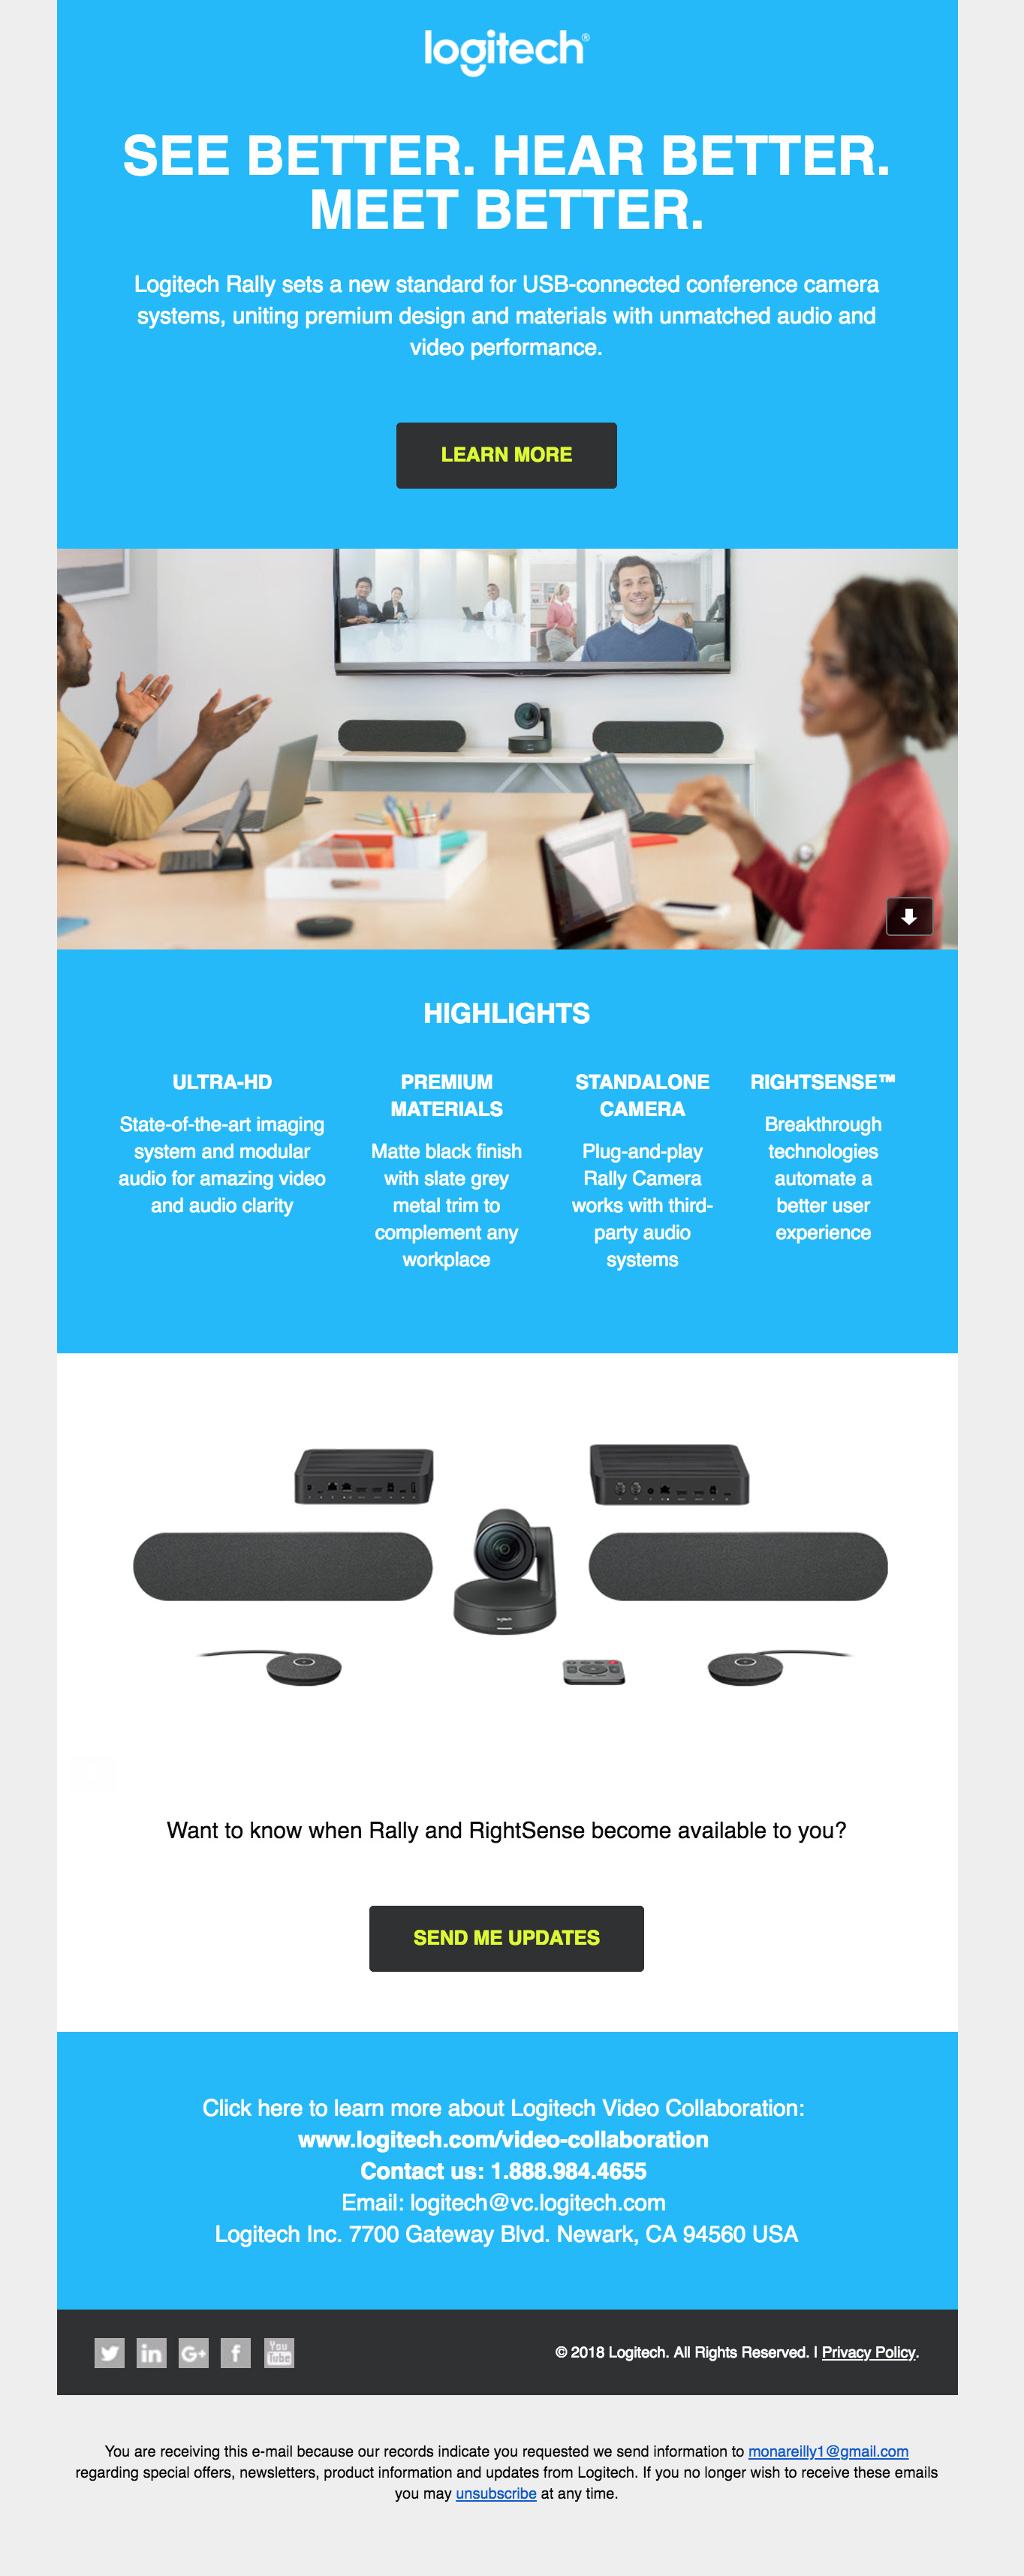 logitech®
SEE BETTER. HEAR BETTER.
MEET BETTER.
Logitech Rally sets a new standard for USB-connected conference camera
systems, uniting premium design and materials with unmatched audio and
video performance.
LEARN MORE
HIGHLIGHTS
ULTRA-HD
State-of-the-art imaging
system and modular
audio for amazing video
and audio clarity
PREMIUM
MATERIALS
Matte black finish
with slate grey
metal trim to
complement any
workplace
STANDALONE
CAMERA
Plug-and-play
Rally Camera
works with third-
party audio
systems
RIGHTSENSE™
Breakthrough
technologies
automate a
better user
experience
logitech
Want to know when Rally and RightSense become available to you?
SEND ME UPDATES
Click here to learn more about Logitech Video Collaboration:
www.logitech.com/video-collaboration
Contact us: 1.888.984.4655
Email: logitech@vc.logitech.com
Logitech Inc. 7700 Gateway Blvd. Newark, CA 94560 USA
in G+ f You Tube
© 2018 Logitech. All Rights Reserved. | Privacy Policy.
You are receiving this e-mail because our records indicate you requested we send information to monareilly1@gmail.com
regarding special offers, newsletters, product information and updates from Logitech. If you no longer wish to receive these emails
you may unsubscribe at any time.